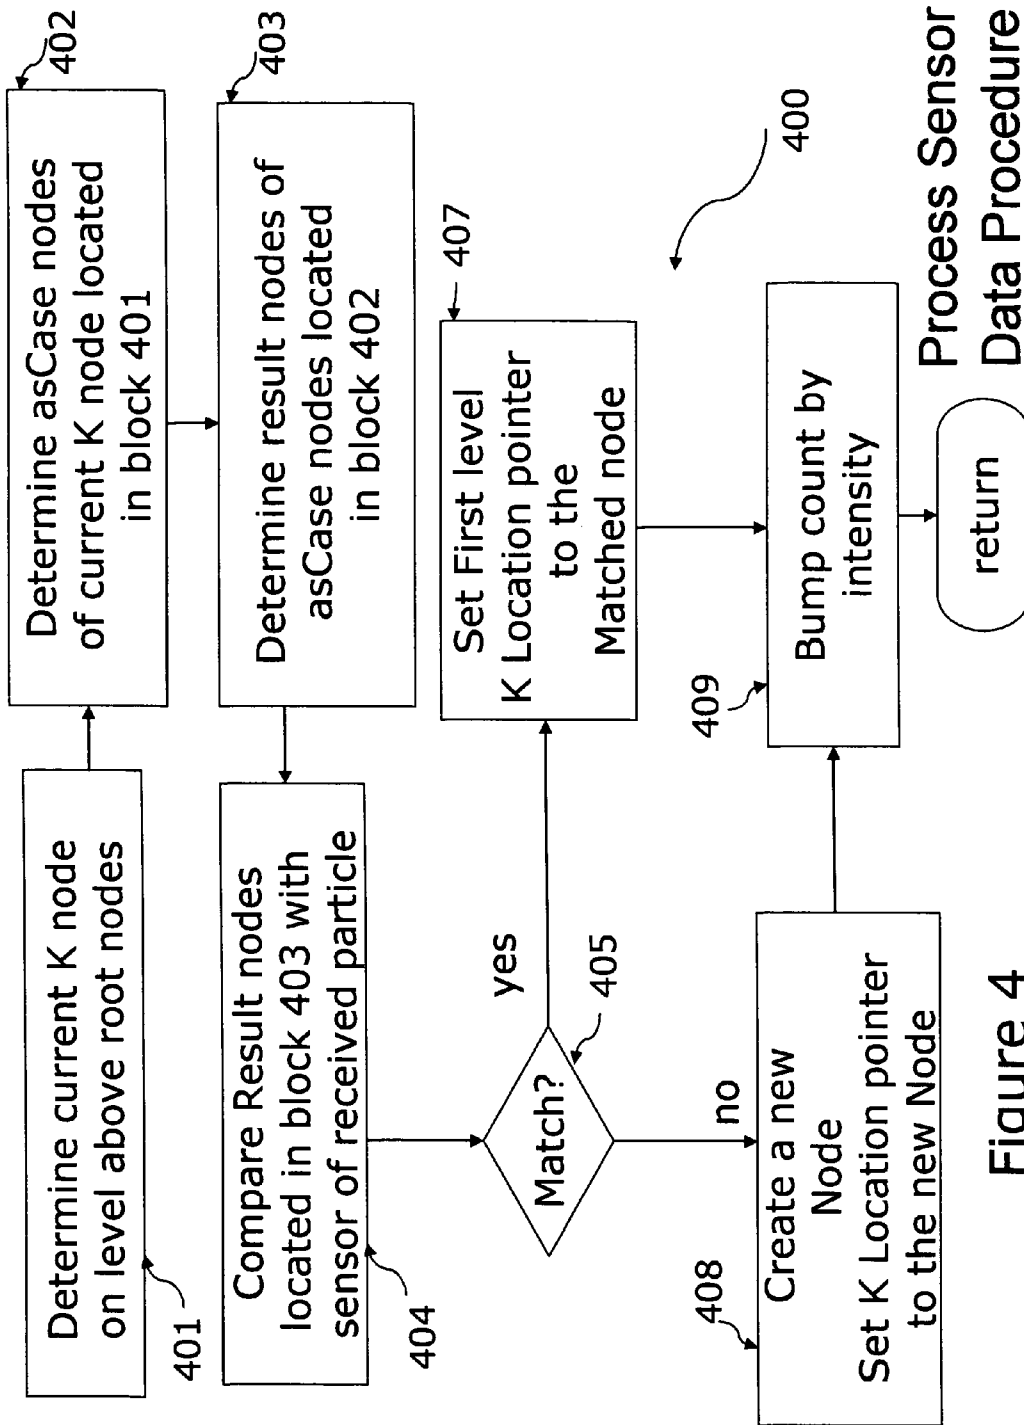 Determine current K node
on level above root nodes
401
Determine asCase nodes
of current K node located
in block 401
402
Determine result nodes of
asCase nodes located
in block 402
403
Compare Result nodes
located in block 403 with
sensor of received particle
404
Match?
405
yes
no
Set First level
K Location pointer
to the
Matched node
407
Create a new
Node
Set K Location pointer
to the new Node
408
Bump count by
intensity
409
400
return
Process Sensor
Data Procedure
Figure 4